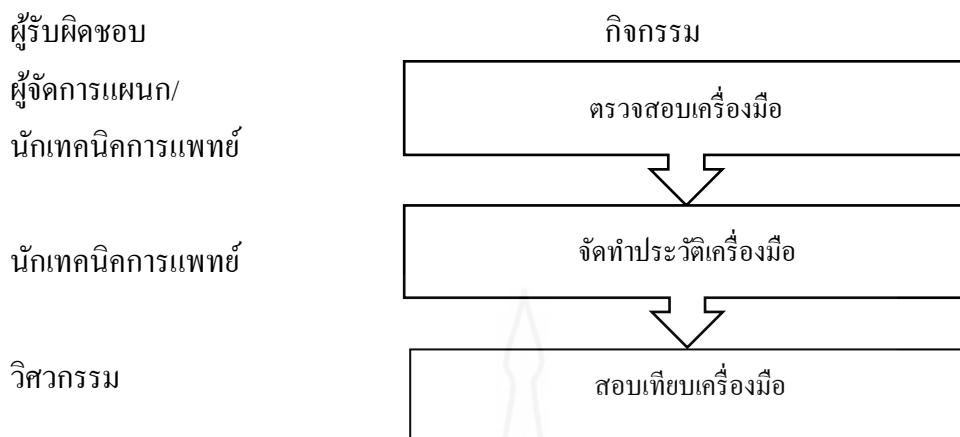 ผู้รับผิดชอบ กิจกรรม
ผู้จัดการแผนก/
นักเทคนิคการแพทย์
ตรวจสอบเครื่องมือ
นักเทคนิคการแพทย์
จัดทำประวัติเครื่องมือ
วิศวกรรม
สอบเทียบเครื่องมือ